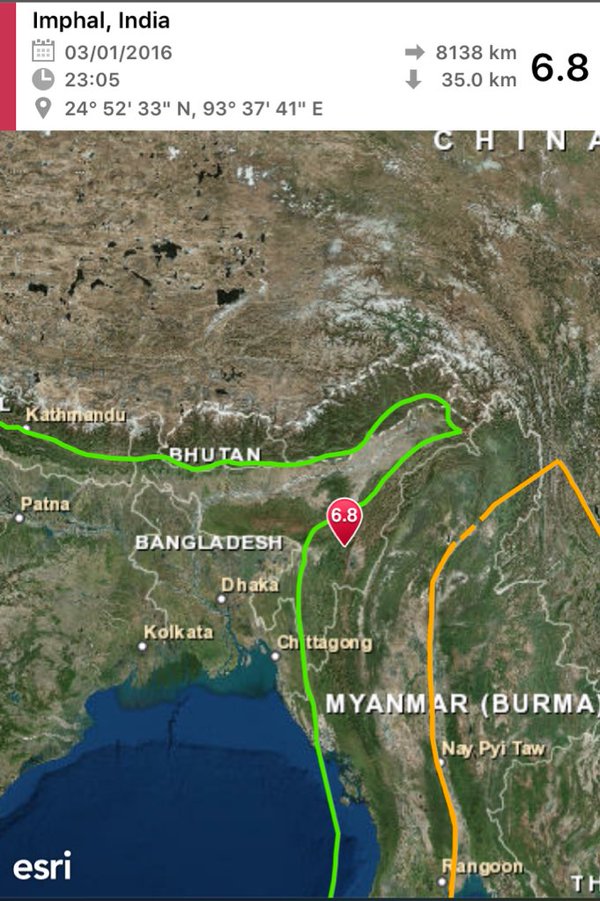 Imphal, India
03/01/2016
8138 km
23:05
35.0 km
6.8
24° 52' 33" N, 93° 37' 41" E
C H I N A
L
Kathmandu
BHUTAN
Patna
6.8
BANGLADESH
Dhaka
Kolkata
Chittagong
MYANMAR (BURMA)
Nay Pyi Taw
esri
Rangoon
TH